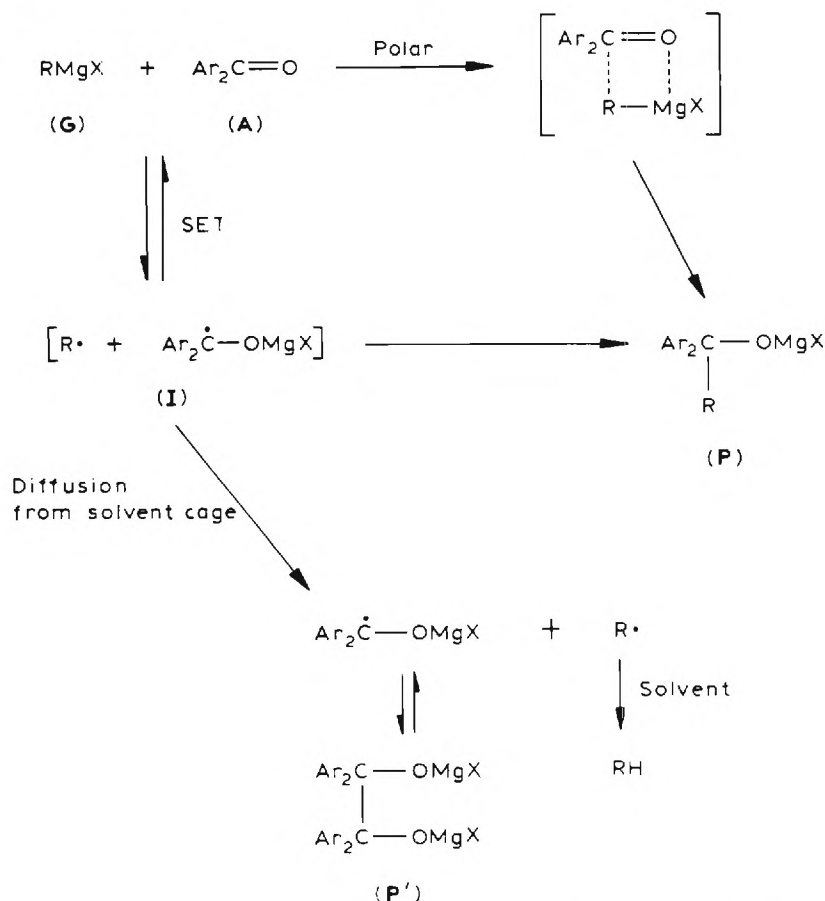 RMgX + Ar₂C=O Polar Ar₂C=O
R—MgX
(G) (A)
SET
[R• + Ar₂Ċ—OMgX] Ar₂C—OMgX
R
(I)
(P)
Diffusion
from solvent cage
Ar₂Ċ—OMgX + R•
Solvent
Ar₂C—OMgX RH
Ar₂C—OMgX
(P')